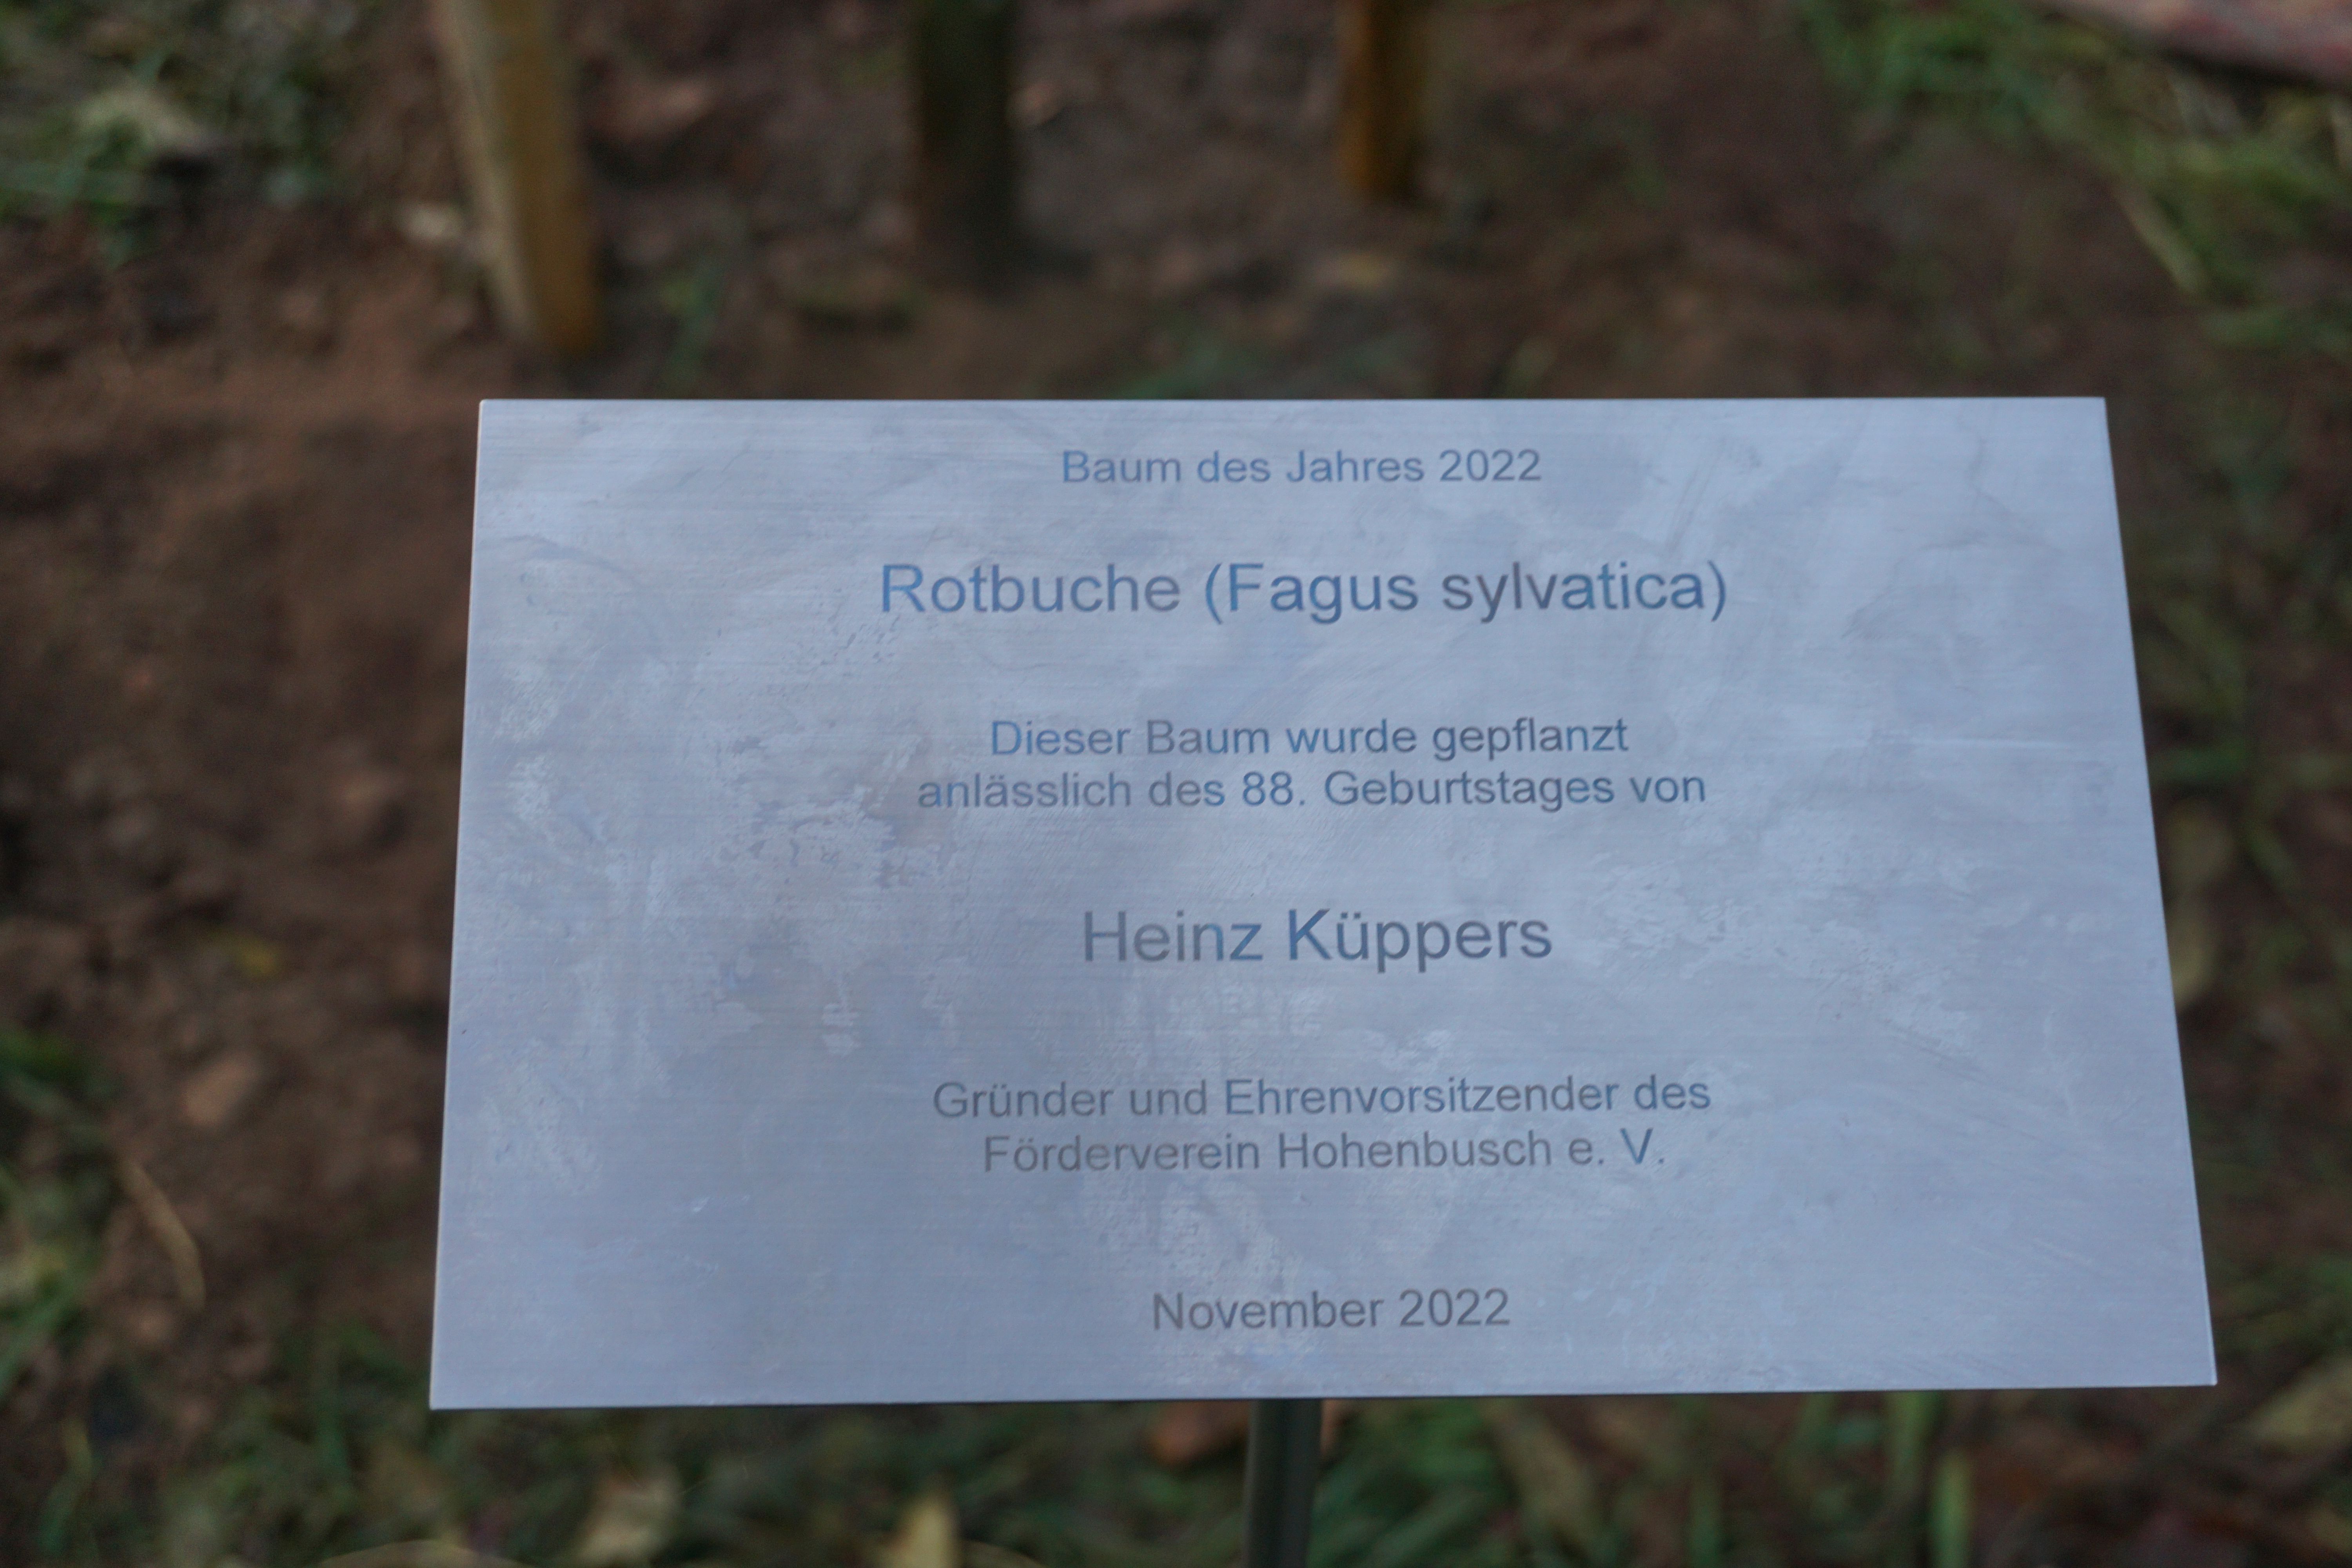 Baum des Jahres 2022
Rotbuche (Fagus sylvatica)
Dieser Baum wurde gepflanzt
anlässlich des 88. Geburtstages von
Heinz Küppers
Gründer und Ehrenvorsitzender des
Förderverein Hohenbusch e. V.
November 2022